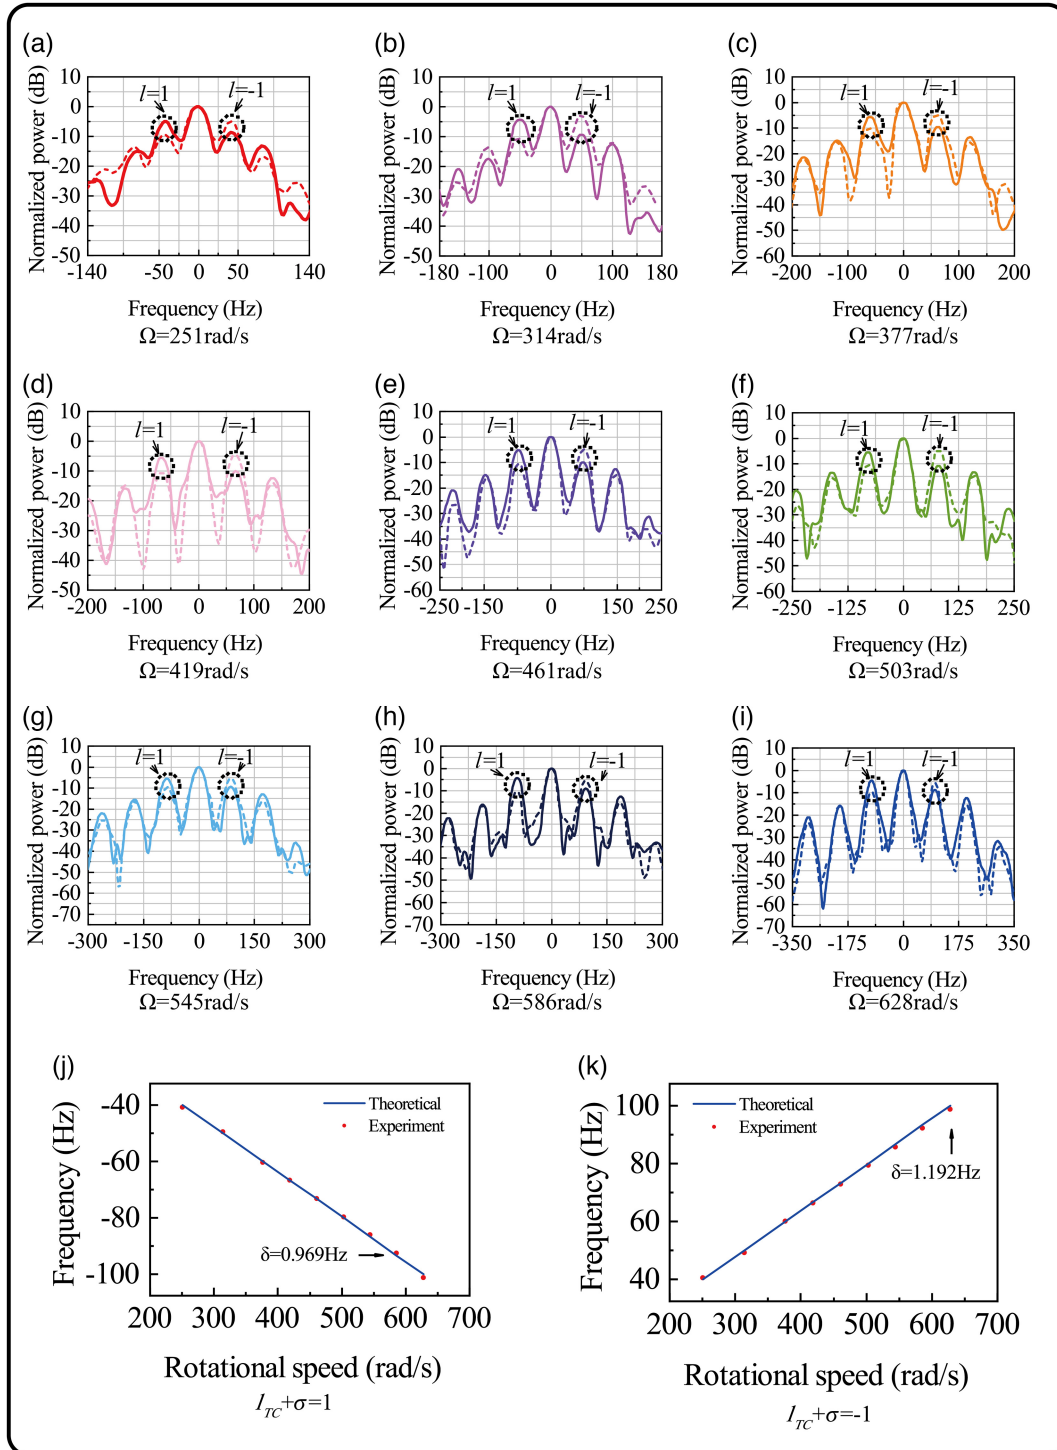 (a)
Normalized power (dB)
10
0
-10
-20
-30
-40
-50
l=1
l=-1
-140 -50 0 50 140
Frequency (Hz)
Ω=251rad/s
(b)
Normalized power (dB)
10
0
-10
-20
-30
-40
-50
l=1
l=-1
-180 -100 0 100 180
Frequency (Hz)
Ω=314rad/s
(c)
Normalized power (dB)
10
0
-10
-20
-30
-40
-50
-60
l=1
l=-1
-200 -100 0 100 200
Frequency (Hz)
Ω=377rad/s
(d)
Normalized power (dB)
10
0
-10
-20
-30
-40
-50
l=1
l=-1
-200 -100 0 100 200
Frequency (Hz)
Ω=419rad/s
(e)
Normalized power (dB)
10
0
-10
-20
-30
-40
-50
-60
l=1
l=-1
-250 -150 0 150 250
Frequency (Hz)
Ω=461rad/s
(f)
Normalized power (dB)
10
0
-10
-20
-30
-40
-50
-60
l=1
l=-1
-250 -125 0 125 250
Frequency (Hz)
Ω=503rad/s
(g)
Normalized power (dB)
10
0
-10
-20
-30
-40
-50
-60
-70
l=1
l=-1
-300 -150 0 150 300
Frequency (Hz)
Ω=545rad/s
(h)
Normalized power (dB)
10
0
-10
-20
-30
-40
-50
-60
-70
l=1
l=-1
-300 -150 0 150 300
Frequency (Hz)
Ω=586rad/s
(i)
Normalized power (dB)
10
0
-10
-20
-30
-40
-50
-60
-70
l=1
l=-1
-350 -175 0 175 350
Frequency (Hz)
Ω=628rad/s
(j)
Frequency (Hz)
-40
-60
-80
-100
Theoretical
Experiment
δ=0.969Hz
200 300 400 500 600 700
Rotational speed (rad/s)
l_TC+σ=1
(k)
Frequency (Hz)
100
80
60
40
Theoretical
Experiment
δ=1.192Hz
200 300 400 500 600 700
Rotational speed (rad/s)
l_TC+σ=-1